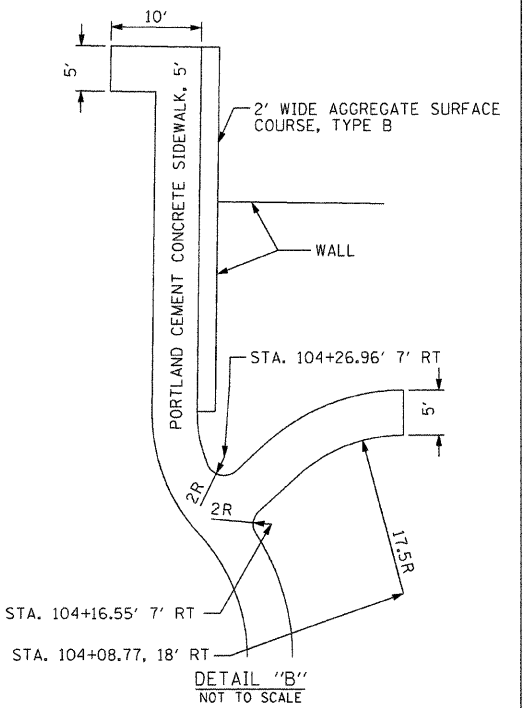 10'
5'
PORTLAND CEMENT CONCRETE SIDEWALK, 5'
2' WIDE AGGREGATE SURFACE
COURSE, TYPE B
WALL
STA. 104+26.96' 7' RT
5'
2R
2R
17.5R
STA. 104+16.55' 7' RT
STA. 104+08.77, 18' RT
DETAIL "B"
NOT TO SCALE